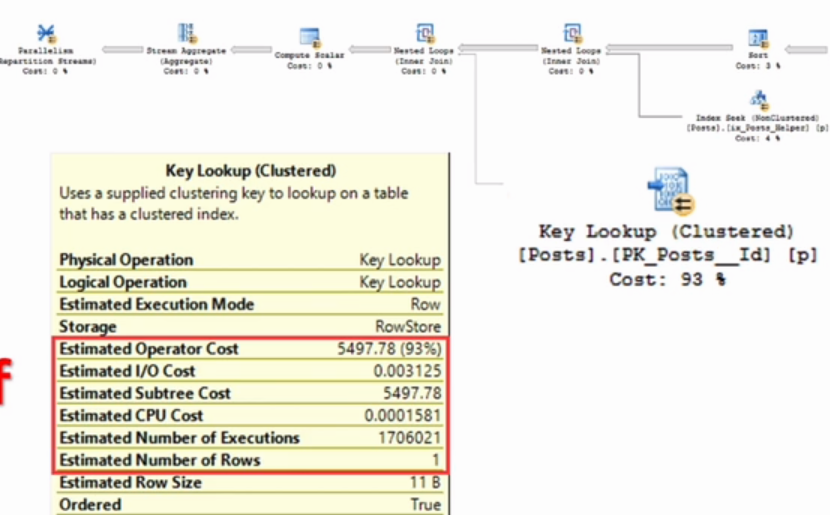 Parallelism
(Repartition Streams)
Cost: 0 %
Stream Aggregate
(Aggregate)
Cost: 0 %
Compute Scalar
Cost: 0 %
Nested Loops
(Inner Join)
Cost: 0 %
Nested Loops
(Inner Join)
Cost: 0 %
Sort
Cost: 3 %
Index Seek (NonClustered)
[Posts].[ix_Posts_Helper] [p]
Cost: 4 %
Key Lookup (Clustered)
[Posts].[PK_Posts__Id] [p]
Cost: 93 %
f
Key Lookup (Clustered)
Uses a supplied clustering key to lookup on a table
that has a clustered index.
Physical Operation Key Lookup
Logical Operation Key Lookup
Estimated Execution Mode Row
Storage RowStore
Estimated Operator Cost 5497.78 (93%)
Estimated I/O Cost 0.003125
Estimated Subtree Cost 5497.78
Estimated CPU Cost 0.0001581
Estimated Number of Executions 1706021
Estimated Number of Rows 1
Estimated Row Size 11 B
Ordered True